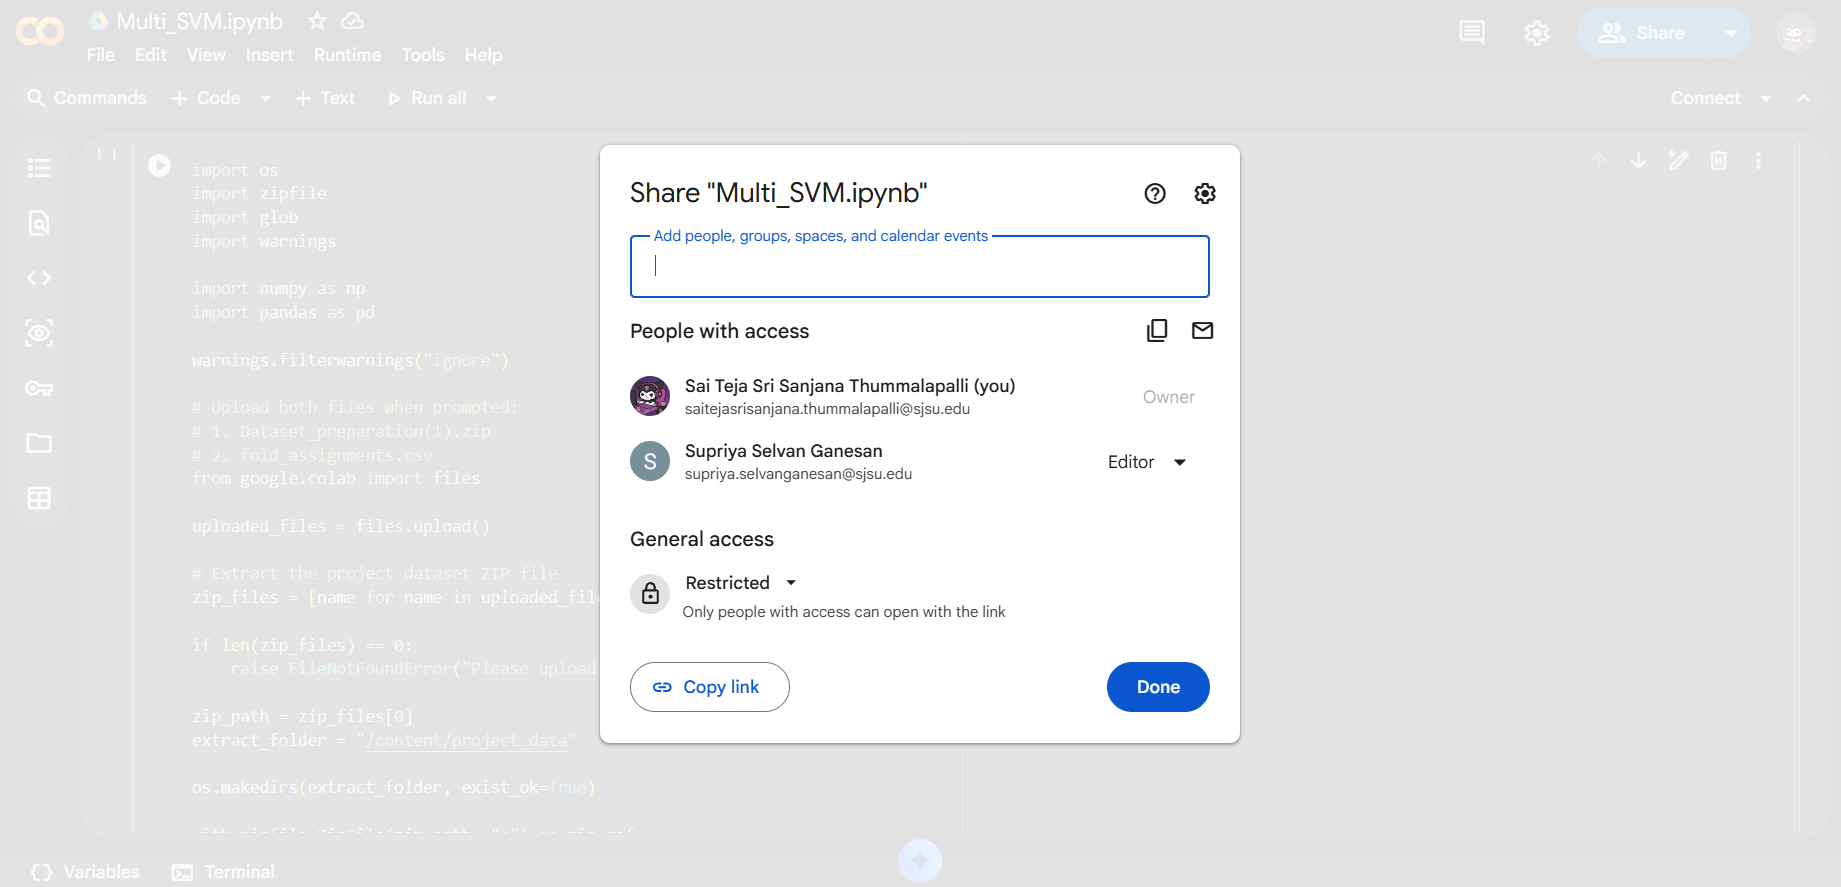 Multi_SVM.ipynb
File Edit View Insert Runtime Tools Help
Share
Commands + Code + Text Run all
Connect
[ ]
import os
import zipfile
import glob
import warnings
import numpy as np
import pandas as pd
warnings.filterwarnings("ignore")
# Upload both files when prompted:
# 1. Dataset_preparation(1).zip
# 2. fold_assignments.csv
from google.colab import files
uploaded_files = files.upload()
# Extract the project dataset ZIP file
zip_files = [name for name in uploaded_file
if len(zip_files) == 0:
raise FileNotFoundError("Please upload
zip_path = zip_files[0]
extract_folder = "/content/project_data"
os.makedirs(extract_folder, exist_ok=True)
Share "Multi_SVM.ipynb"
Add people, groups, spaces, and calendar events
People with access
Sai Teja Sri Sanjana Thummalapalli (you)
saitejasrisanjana.thummalapalli@sjsu.edu
Owner
S
Supriya Selvan Ganesan
supriya.selvanganesan@sjsu.edu
Editor
General access
Restricted
Only people with access can open with the link
Copy link
Done
Variables
Terminal